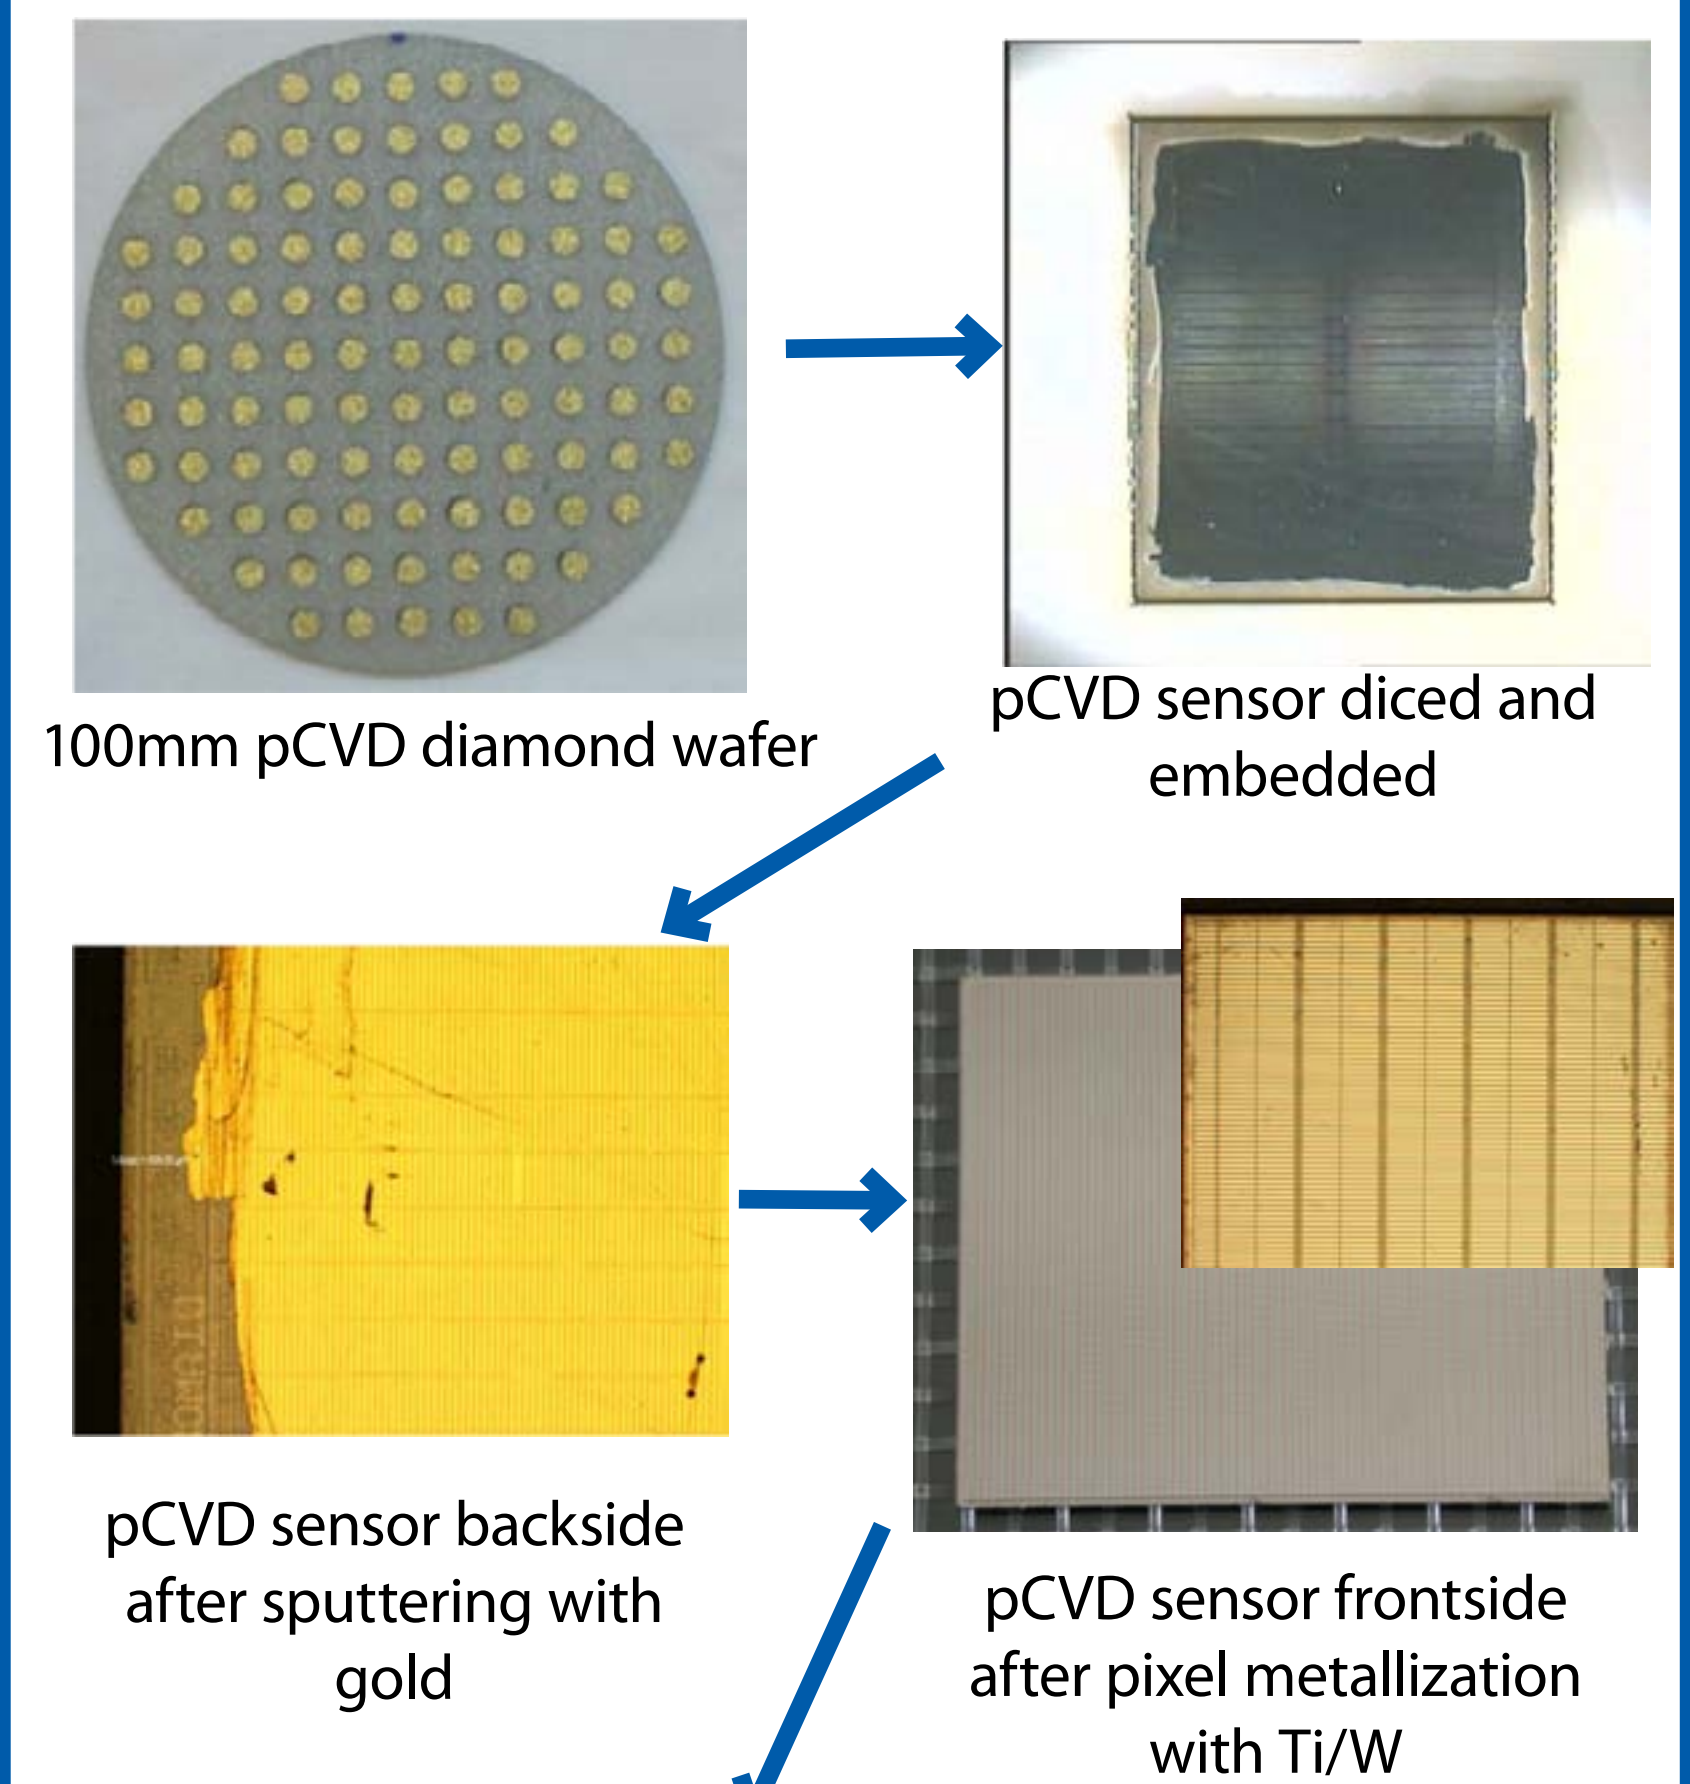 100mm pCVD diamond wafer
pCVD sensor diced and
embedded
pCVD sensor backside
after sputtering with
gold
pCVD sensor frontside
after pixel metallization
with Ti/W